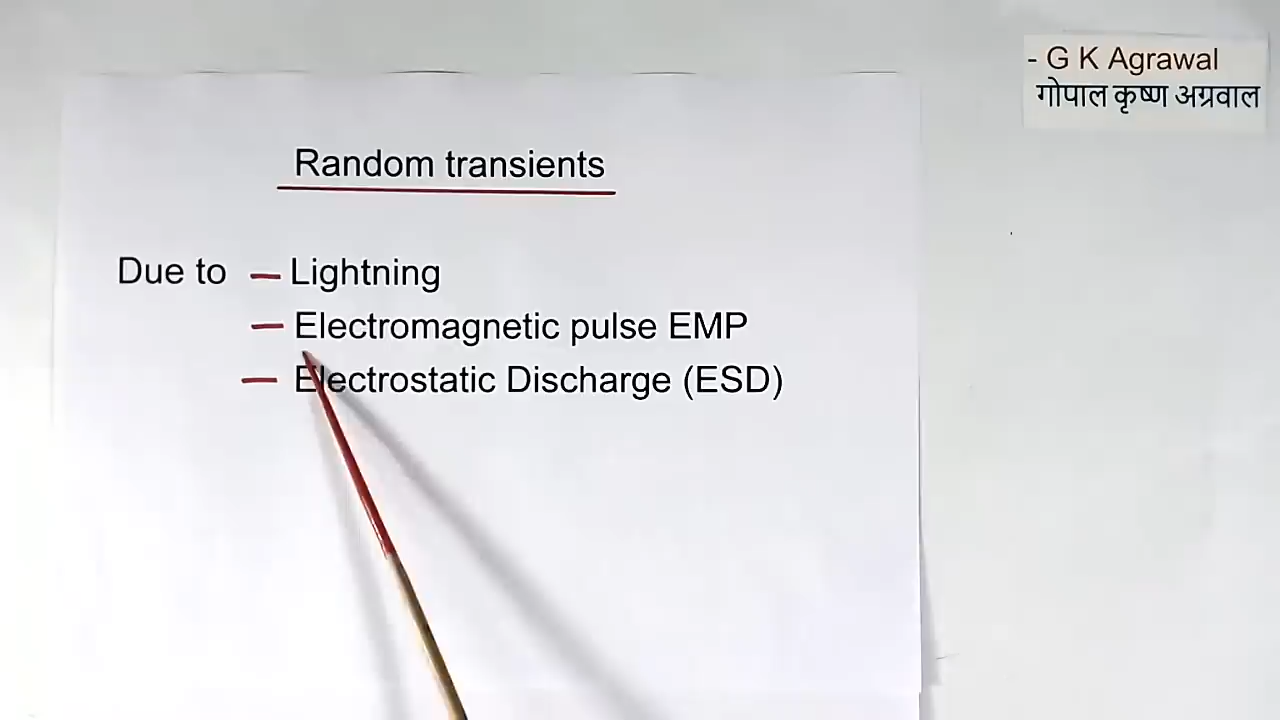 - G K Agrawal
गोपाल कृष्ण अग्रवाल
Random transients
Due to — Lightning
— Electromagnetic pulse EMP
— Electrostatic Discharge (ESD)